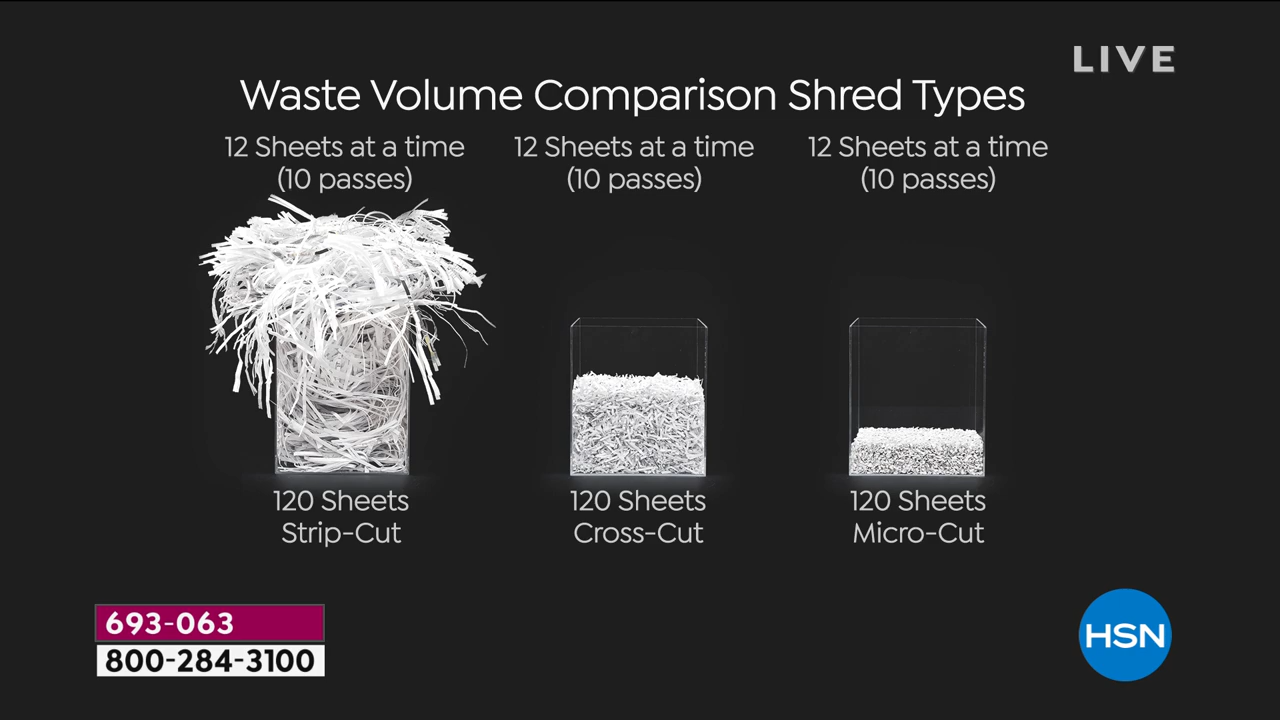 LIVE
Waste Volume Comparison Shred Types
12 Sheets at a time
(10 passes)
12 Sheets at a time
(10 passes)
12 Sheets at a time
(10 passes)
120 Sheets
Strip-Cut
120 Sheets
Cross-Cut
120 Sheets
Micro-Cut
693-063
800-284-3100
HSN